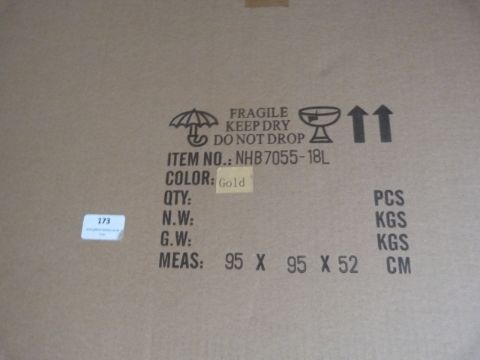 FRAGILE
KEEP DRY
DO NOT DROP
ITEM NO.: NHB7055-18L
COLOR: Gold
QTY: PCS
N.W: KGS
G.W: KGS
MEAS: 95 X 95 X 52 CM
173